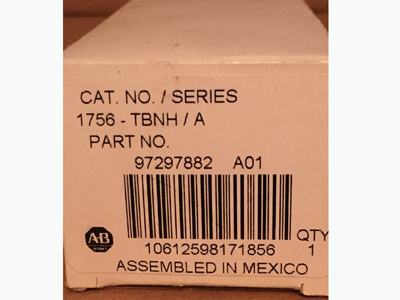 CAT. NO. / SERIES
1756 - TBNH / A
PART NO.
97297882 A01
AB
QTY
10612598171856 1
ASSEMBLED IN MEXICO